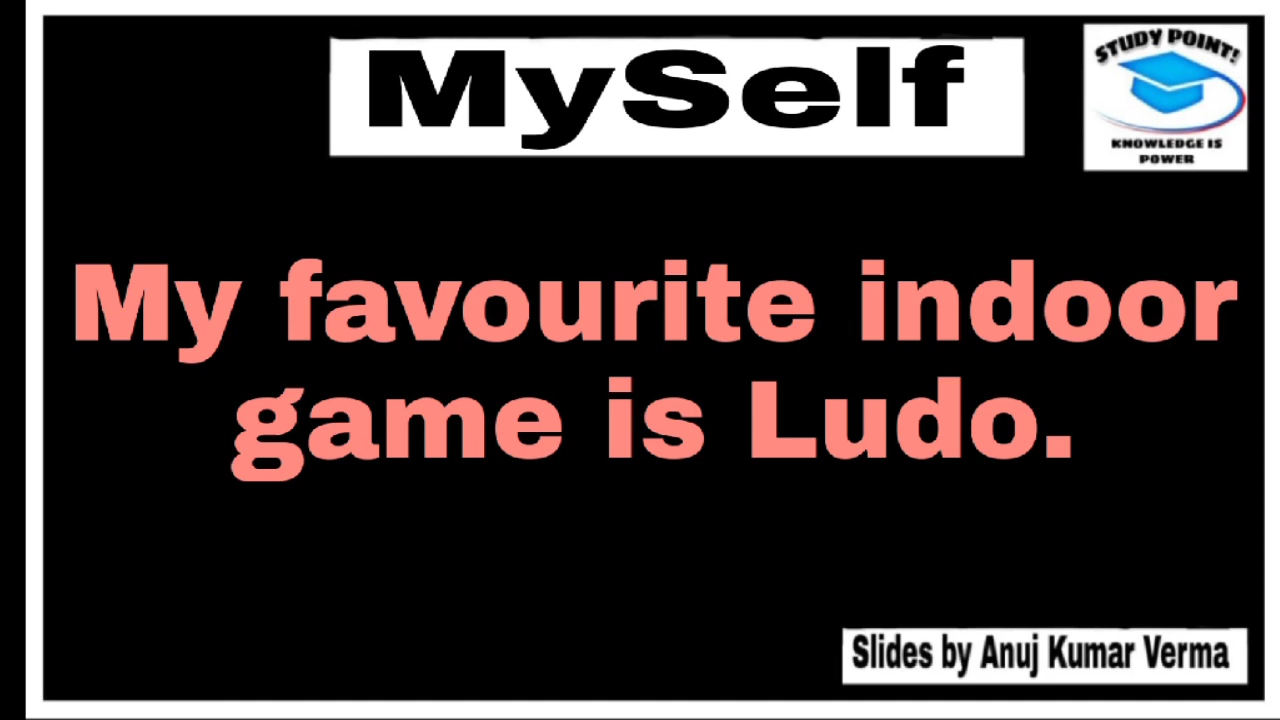 MySelf
STUDY POINT!
KNOWLEDGE IS
POWER
My favourite indoor
game is Ludo.
Slides by Anuj Kumar Verma